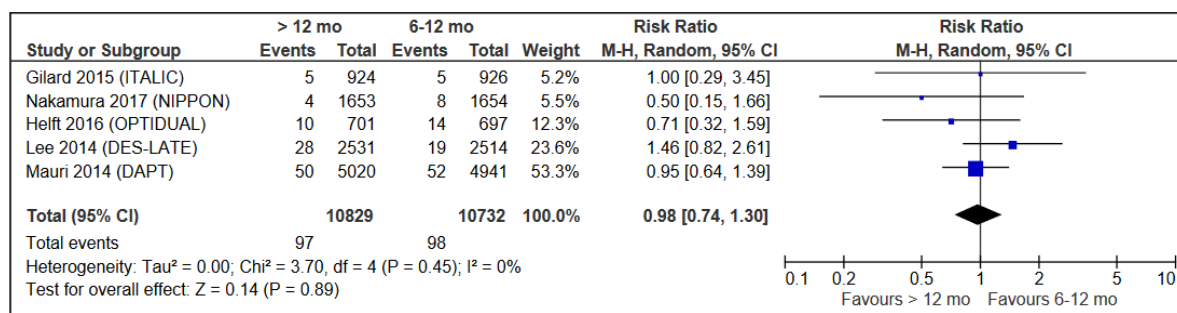 > 12 mo 6-12 mo Risk Ratio Risk Ratio
Study or Subgroup Events Total Events Total Weight M-H, Random, 95% CI M-H, Random, 95% CI
Gilard 2015 (ITALIC) 5 924 5 926 5.2% 1.00 [0.29, 3.45]
Nakamura 2017 (NIPPON) 4 1653 8 1654 5.5% 0.50 [0.15, 1.66]
Helft 2016 (OPTIDUAL) 10 701 14 697 12.3% 0.71 [0.32, 1.59]
Lee 2014 (DES-LATE) 28 2531 19 2514 23.6% 1.46 [0.82, 2.61]
Mauri 2014 (DAPT) 50 5020 52 4941 53.3% 0.95 [0.64, 1.39]
Total (95% CI) 10829 10732 100.0% 0.98 [0.74, 1.30]
Total events 97 98
Heterogeneity: Tau² = 0.00; Chi² = 3.70, df = 4 (P = 0.45); I² = 0%
Test for overall effect: Z = 0.14 (P = 0.89)
0.1 0.2 0.5 1 2 5 10
Favours > 12 mo Favours 6-12 mo